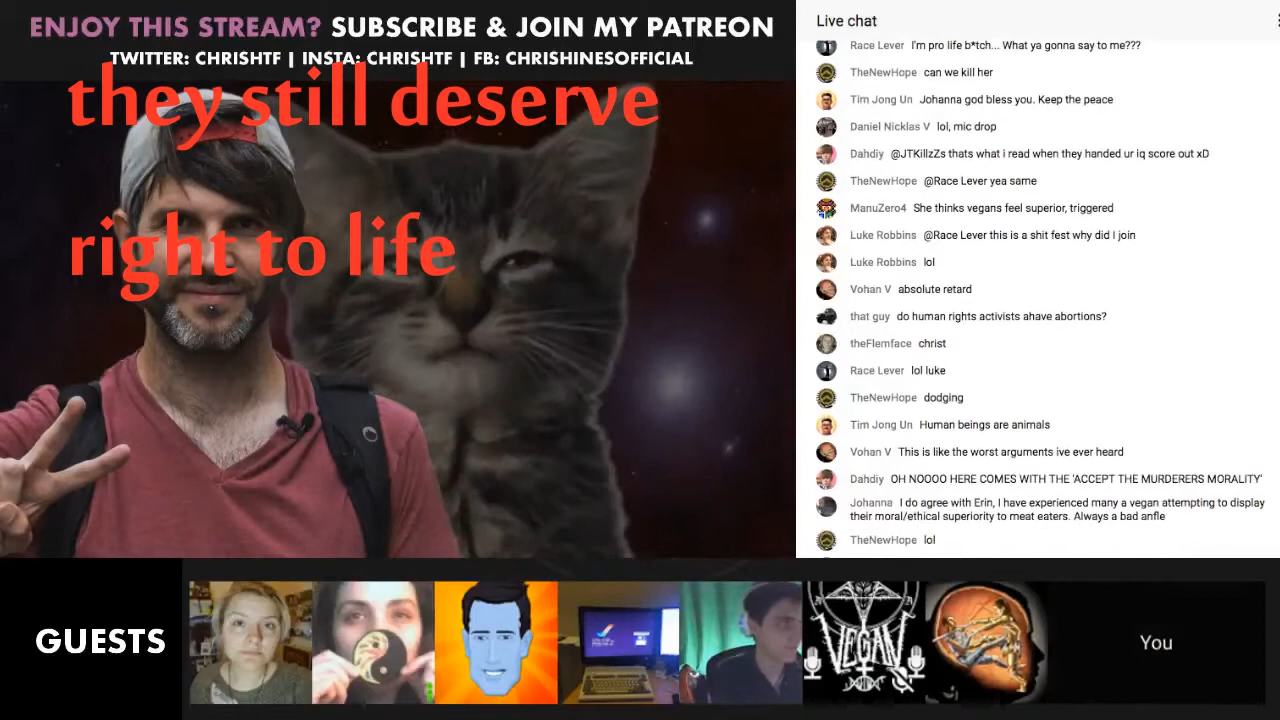 ENJOY THIS STREAM? SUBSCRIBE & JOIN MY PATREON
TWITTER: CHRISHTF | INSTA: CHRISHTF | FB: CHRISHINESOFFICIAL
they still deserve
right to life
Live chat
Race Lever I'm pro life b*tch... What ya gonna say to me???
TheNewHope can we kill her
Tim Jong Un Johanna god bless you. Keep the peace
Daniel Nicklas V lol, mic drop
Dahdiy @JTKillzZs thats what i read when they handed ur iq score out xD
TheNewHope @Race Lever yea same
ManuZero4 She thinks vegans feel superior, triggered
Luke Robbins @Race Lever this is a shit fest why did I join
Luke Robbins lol
Vohan V absolute retard
that guy do human rights activists ahave abortions?
theFlemface christ
Race Lever lol luke
TheNewHope dodging
Tim Jong Un Human beings are animals
Vohan V This is like the worst arguments ive ever heard
Dahdiy OH NOOOO HERE COMES WITH THE 'ACCEPT THE MURDERERS MORALITY'
Johanna I do agree with Erin, I have experienced many a vegan attempting to display
their moral/ethical superiority to meat eaters. Always a bad anfle
TheNewHope lol
GUESTS
VEGAN
You